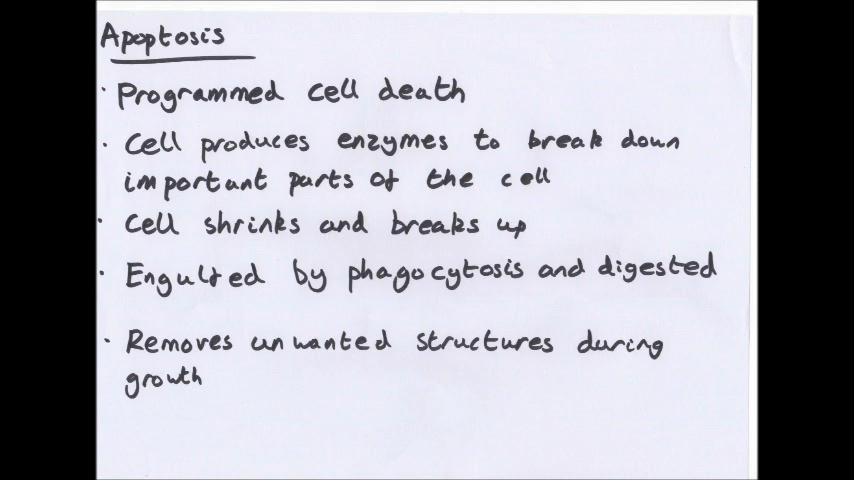 Apoptosis
· Programmed cell death
· Cell produces enzymes to break down
important parts of the cell
· Cell shrinks and breaks up
· Engulfed by phagocytosis and digested
· Removes unwanted structures during
growth